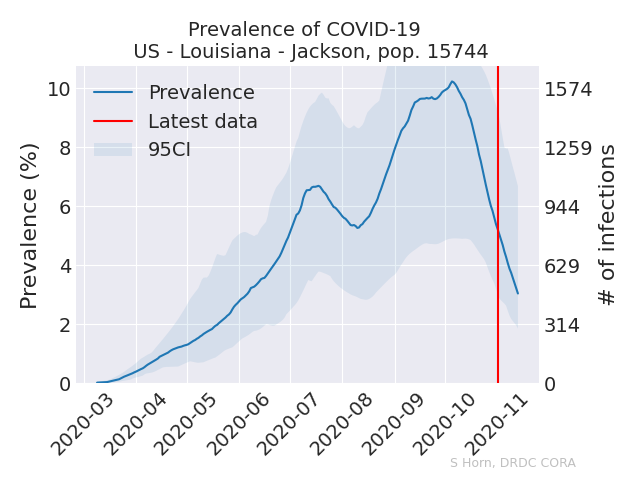 Prevalence of COVID-19
US - Louisiana - Jackson, pop. 15744
Prevalence
Latest data
95CI
Prevalence (%)
10
8
6
4
2
0
1574
1259
944
629
314
0
# of infections
2020-03
2020-04
2020-05
2020-06
2020-07
2020-08
2020-09
2020-10
2020-11
S Horn, DRDC CORA